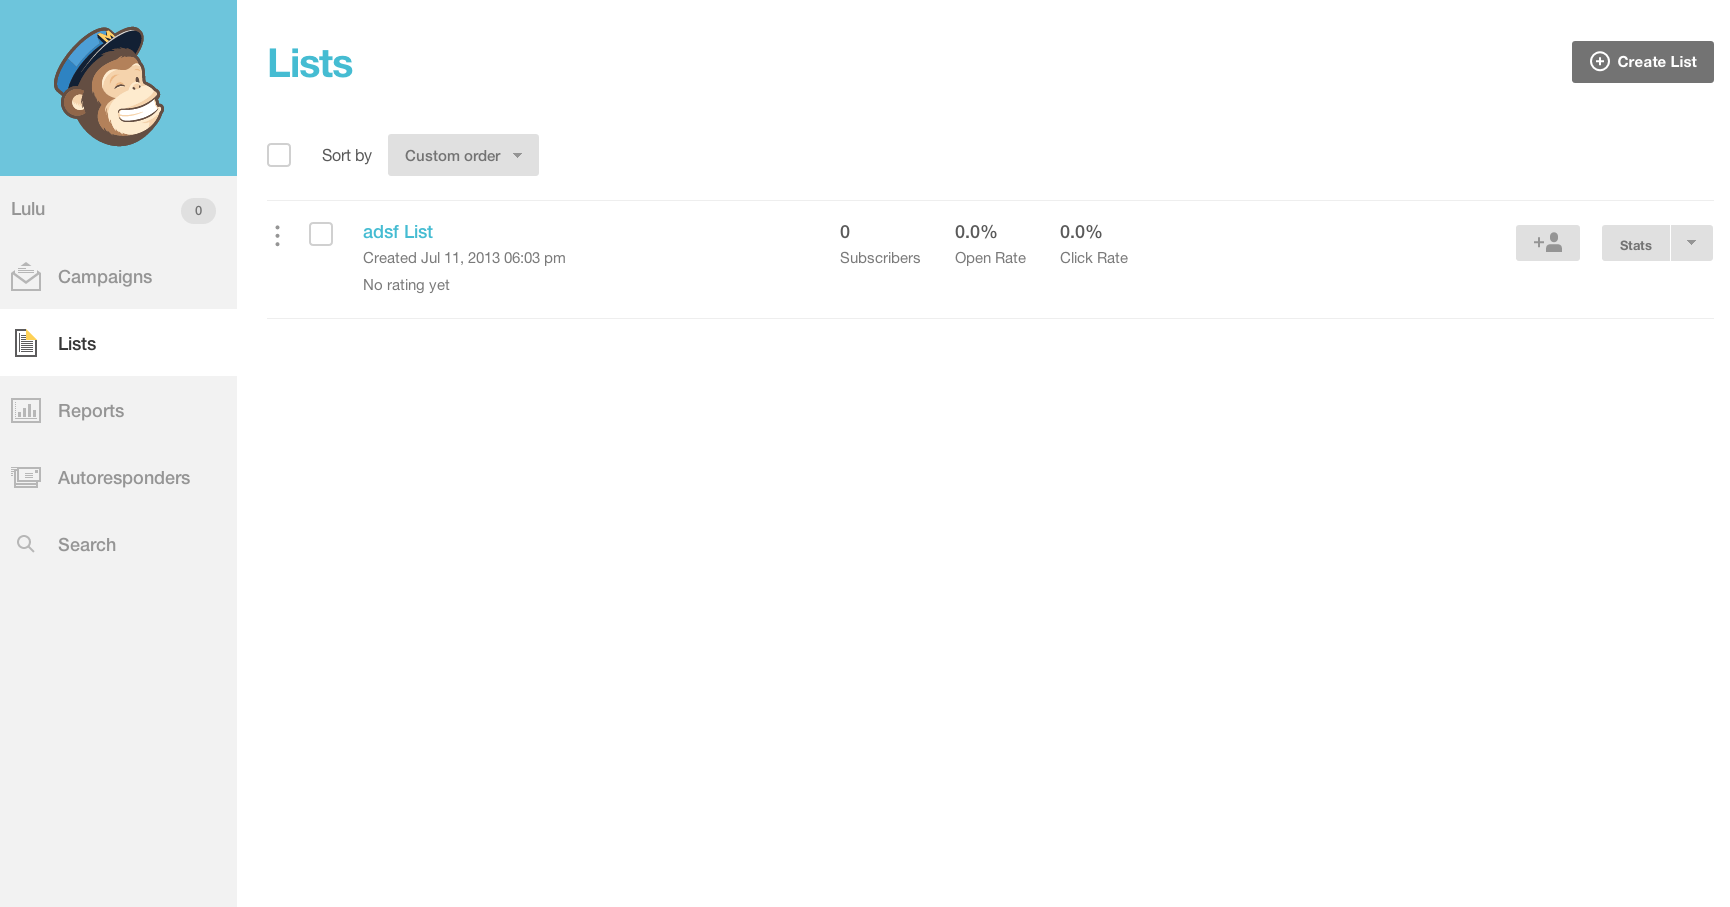 Lists
Create List
Sort by
Custom order
Lulu
0
Campaigns
Lists
Reports
Autoresponders
Search
adsf List
Created Jul 11, 2013 06:03 pm
No rating yet
0
Subscribers
0.0%
Open Rate
0.0%
Click Rate
Stats